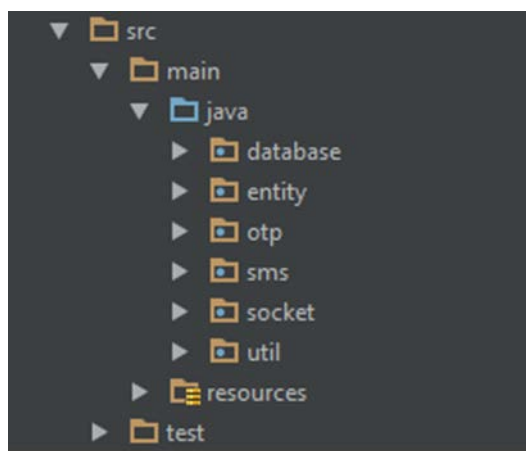 src
main
java
database
entity
otp
sms
socket
util
resources
test